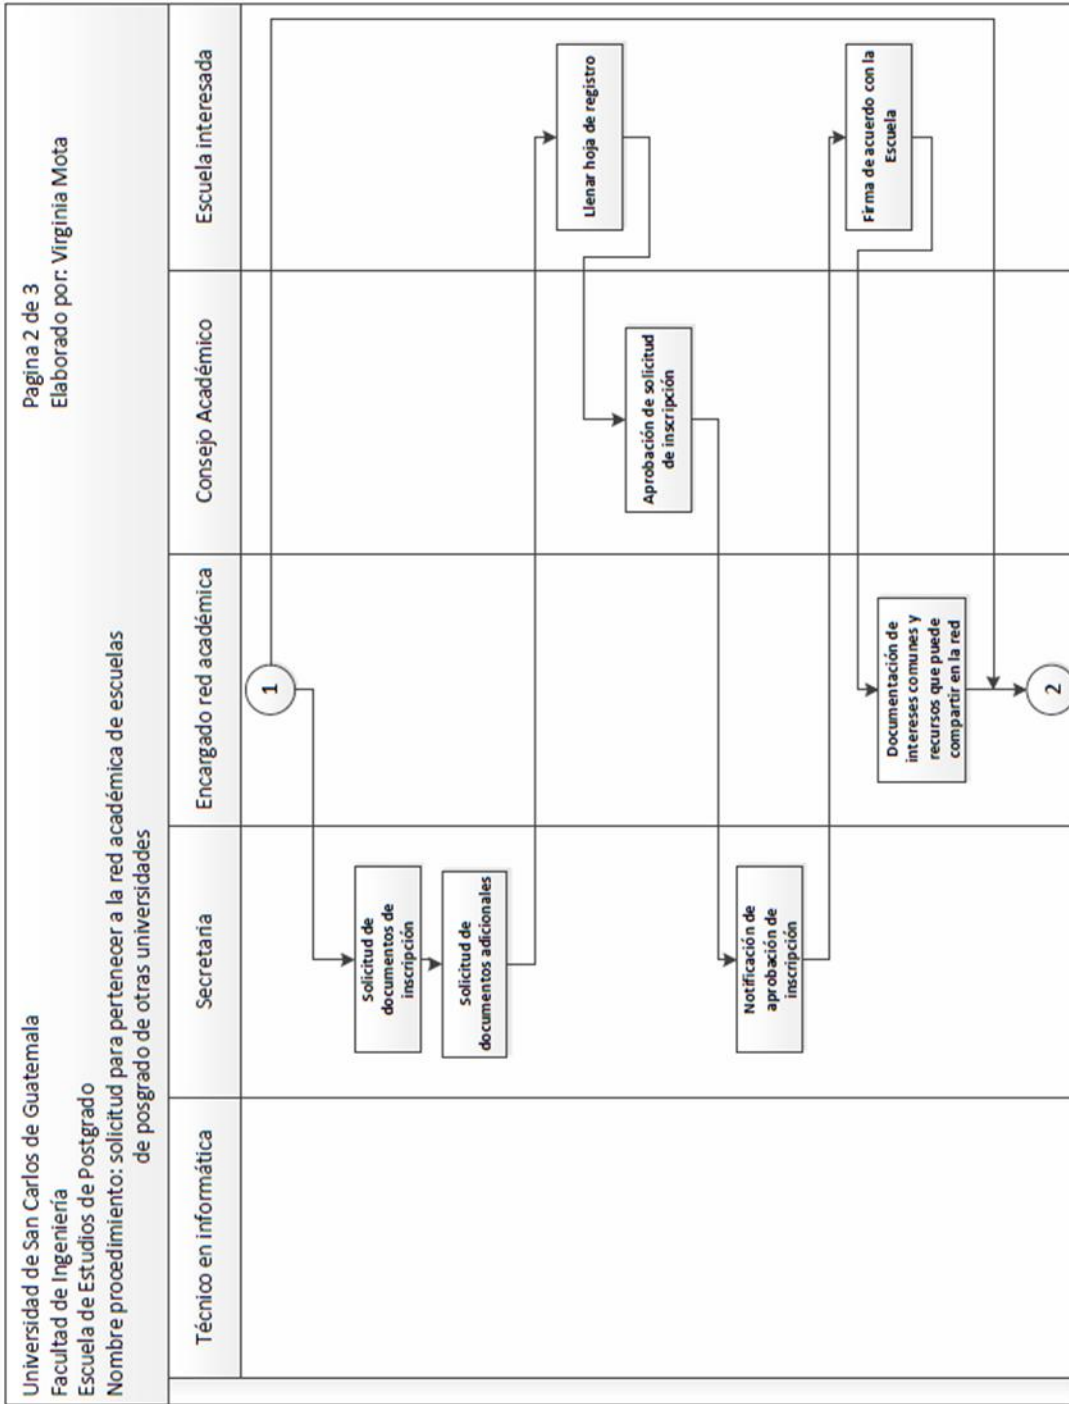 Universidad de San Carlos de Guatemala
Facultad de Ingeniería
Escuela de Estudios de Postgrado
Nombre procedimiento: solicitud para pertenecer a la red académica de escuelas
de posgrado de otras universidades
Pagina 2 de 3
Elaborado por: Virginia Mota
Técnico en informática
Secretaria
Encargado red académica
Consejo Académico
Escuela interesada
1
Solicitud de
documentos de
inscripción
Solicitud de
documentos adicionales
Llenar hoja de registro
Aprobación de solicitud
de inscripción
Notificación de
aprobación de
inscripción
Firma de acuerdo con la
Escuela
Documentación de
intereses comunes y
recursos que puede
compartir en la red
2